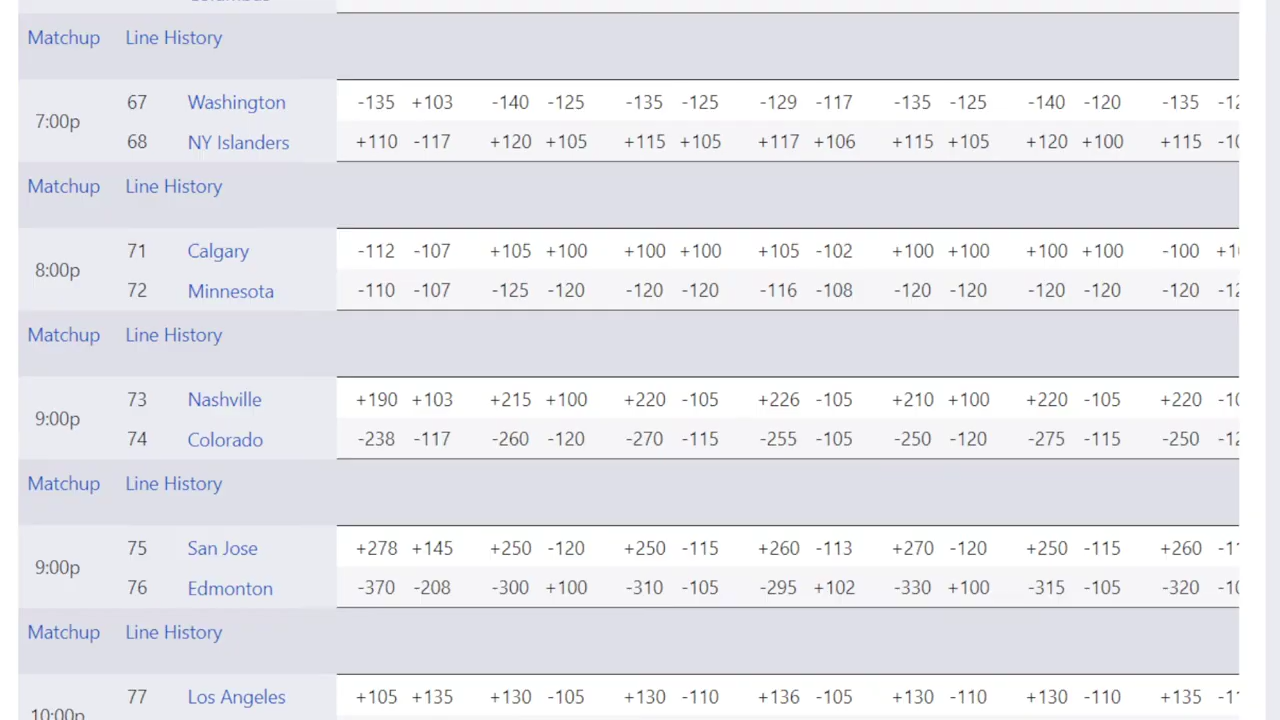 Matchup Line History
7:00p
67 Washington -135 +103 -140 -125 -135 -125 -129 -117 -135 -125 -140 -120 -135
68 NY Islanders +110 -117 +120 +105 +115 +105 +117 +106 +115 +105 +120 +100 +115
Matchup Line History
8:00p
71 Calgary -112 -107 +105 +100 +100 +100 +105 -102 +100 +100 +100 +100 -100
72 Minnesota -110 -107 -125 -120 -120 -120 -116 -108 -120 -120 -120 -120 -120
Matchup Line History
9:00p
73 Nashville +190 +103 +215 +100 +220 -105 +226 -105 +210 +100 +220 -105 +220
74 Colorado -238 -117 -260 -120 -270 -115 -255 -105 -250 -120 -275 -115 -250
Matchup Line History
9:00p
75 San Jose +278 +145 +250 -120 +250 -115 +260 -113 +270 -120 +250 -115 +260
76 Edmonton -370 -208 -300 +100 -310 -105 -295 +102 -330 +100 -315 -105 -320
Matchup Line History
77 Los Angeles +105 +135 +130 -105 +130 -110 +136 -105 +130 -110 +130 -110 +135
10:00p